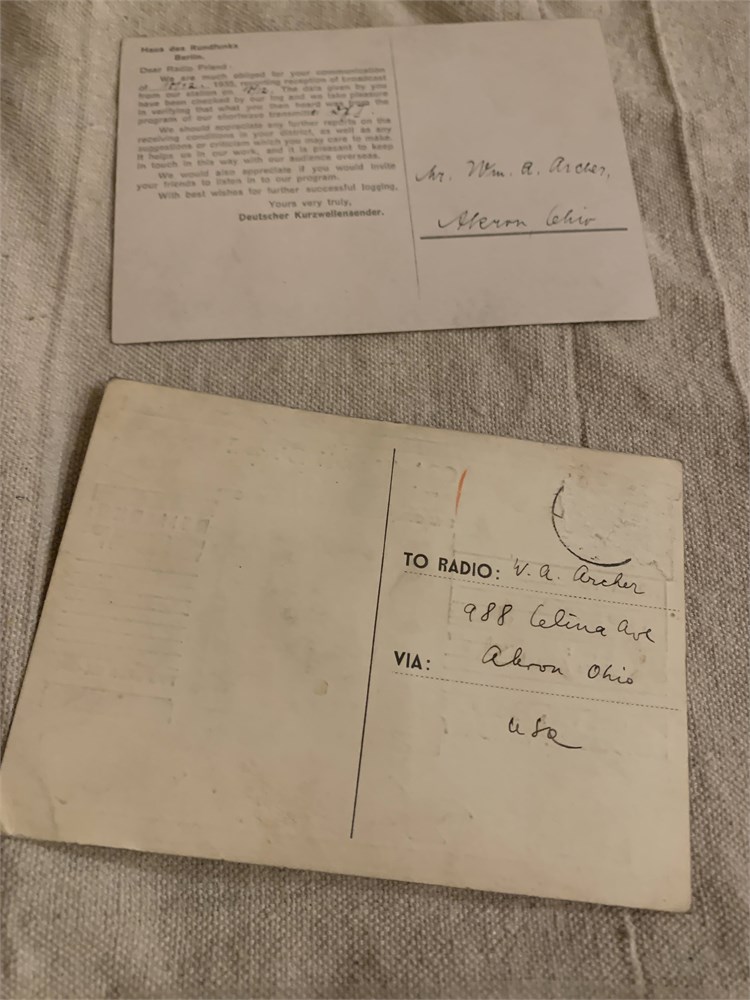 Haus des Rundfunks
Berlin.
Dear Radio Friend:
We are much obliged for your communication
1935, reporting reception of broadcast
from our station on The data given by you
have been checked by our log and we take pleasure
in verifying that what you then heard was from the
program of our shortwave transmitter
We should appreciate any further reports on the
receiving conditions in your district, as well as any
suggestions or criticism which you may care to make.
It helps us in our work, and it is pleasant to keep
in touch in this way with our audience overseas.
We would also appreciate if you would invite
your friends to listen in to our program.
With best wishes for further successful logging,
Yours very truly,
Deutscher Kurzwellensender.
Mr. Wm. A. Archer,
Akron Ohio
TO RADIO: W. A. Archer
988 Celina Ave
VIA: Akron Ohio
USA